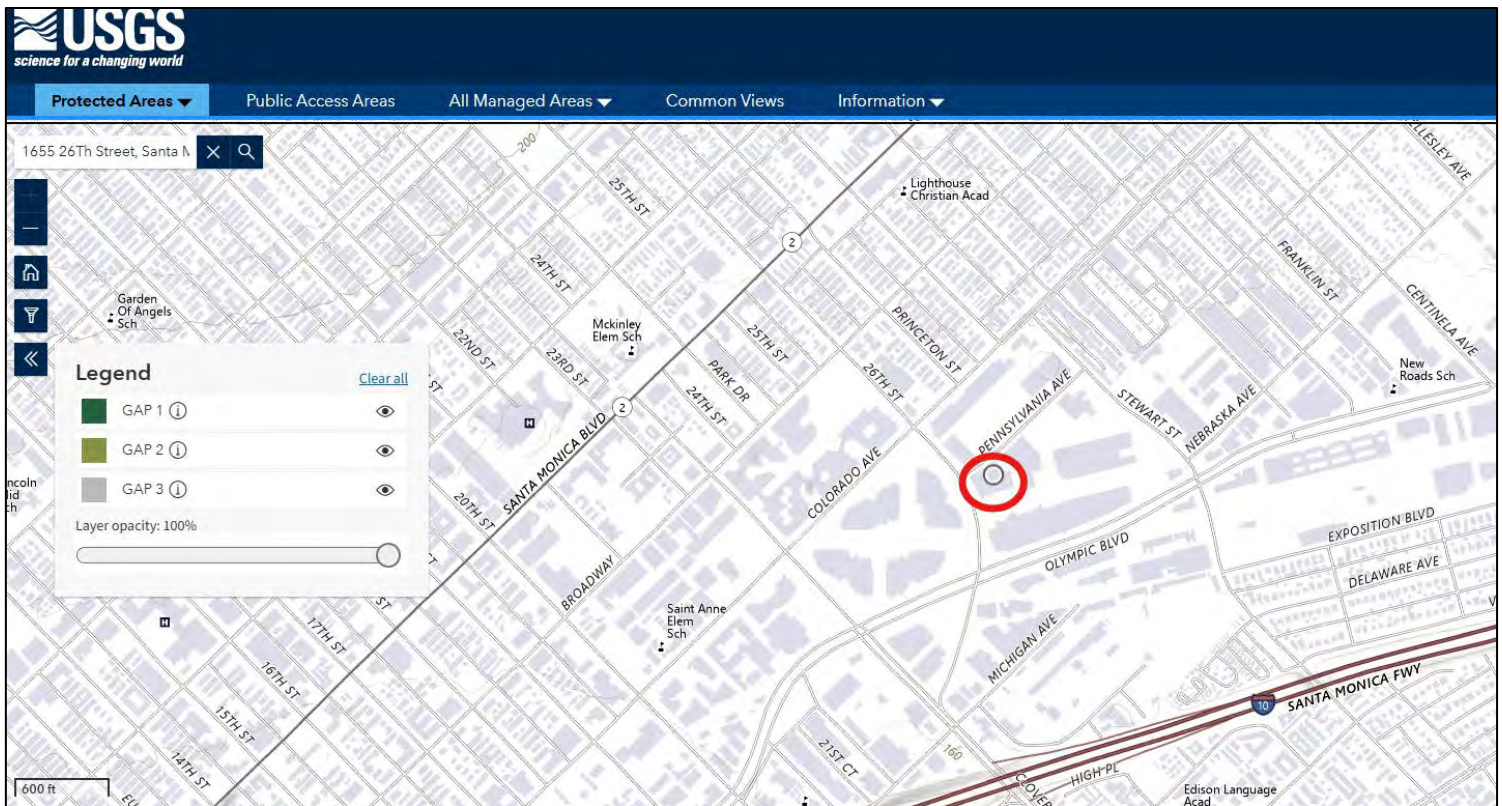 USGS
science for a changing world
Protected Areas
Public Access Areas
All Managed Areas
Common Views
Information
1655 26Th Street, Santa M
200
25TH ST
Lighthouse
Christian Acad
2
24TH ST
FRANKLIN ST
CENTINELA AVE
Garden
Of Angels
Sch
Mckinley
Elem Sch
22ND ST
23RD ST
25TH ST
PRINCETON ST
PARK DR
24TH ST
26TH ST
New
Roads Sch
Legend
Clear all
GAP 1
GAP 2
GAP 3
Layer opacity: 100%
2
H
SANTA MONICA BLVD
PENNSYLVANIA AVE
STEWART ST
NEBRASKA AVE
COLORADO AVE
20TH ST
OLYMPIC BLVD
EXPOSITION BLVD
DELAWARE AVE
BROADWAY
Saint Anne
Elem
Sch
H
17TH ST
16TH ST
15TH ST
14TH ST
MICHIGAN AVE
10
SANTA MONICA FWY
21ST CT
160
HIGH PL
Edison Language
Acad
600 ft